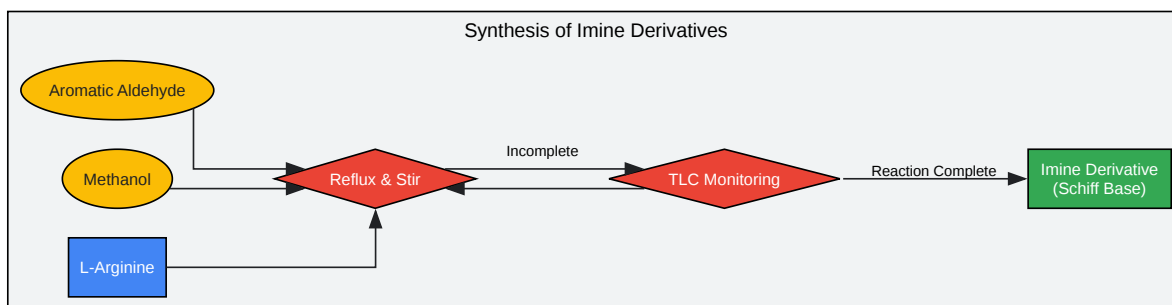 Synthesis of Imine Derivatives
Aromatic Aldehyde
Methanol
L-Arginine
Reflux & Stir
Incomplete
TLC Monitoring
Reaction Complete
Imine Derivative
(Schiff Base)